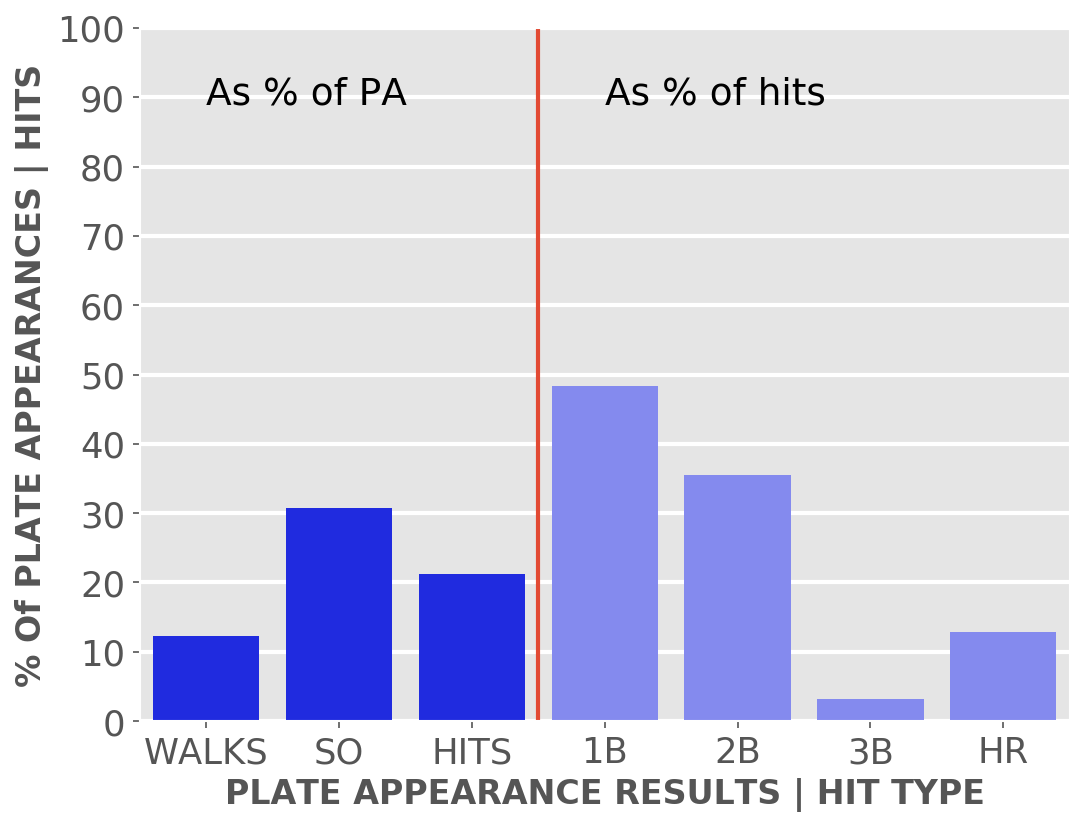 % Of PLATE APPEARANCES | HITS
100
90
80
70
60
50
40
30
20
10
0
As % of PA
As % of hits
WALKS SO HITS 1B 2B 3B HR
PLATE APPEARANCE RESULTS | HIT TYPE